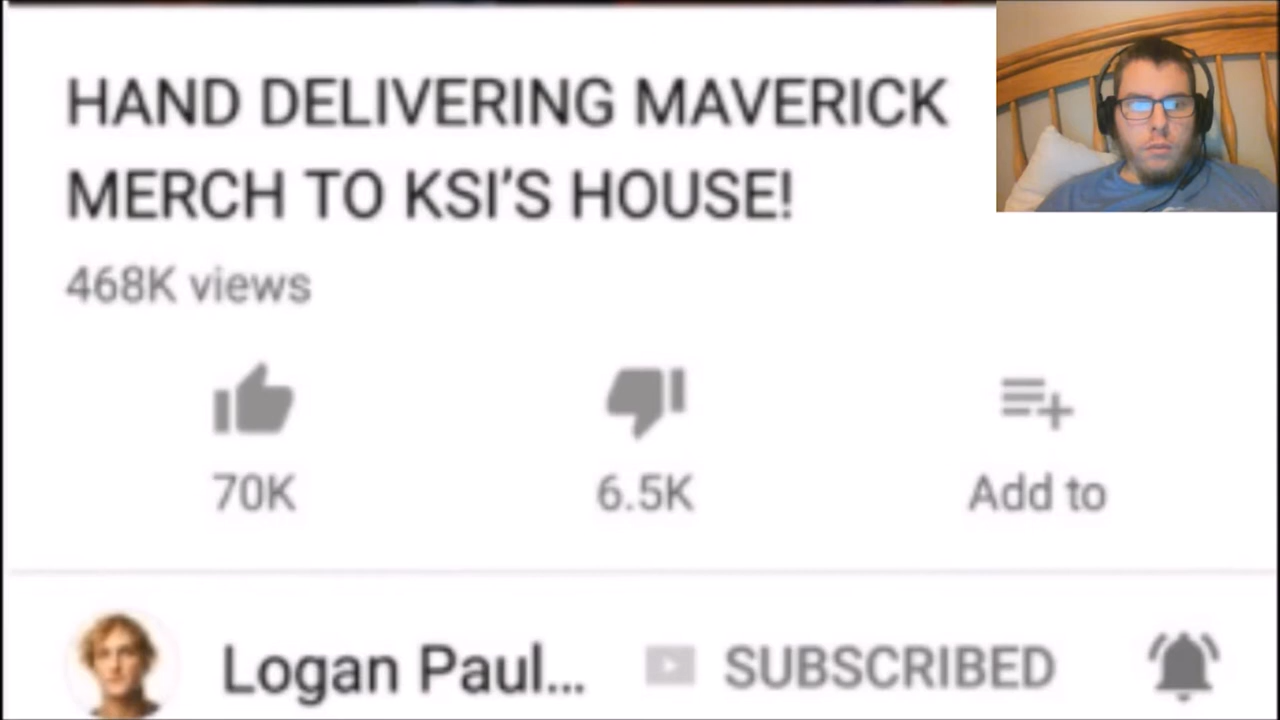 HAND DELIVERING MAVERICK
MERCH TO KSI'S HOUSE!
468K views
70K 6.5K Add to
Logan Paul... SUBSCRIBED